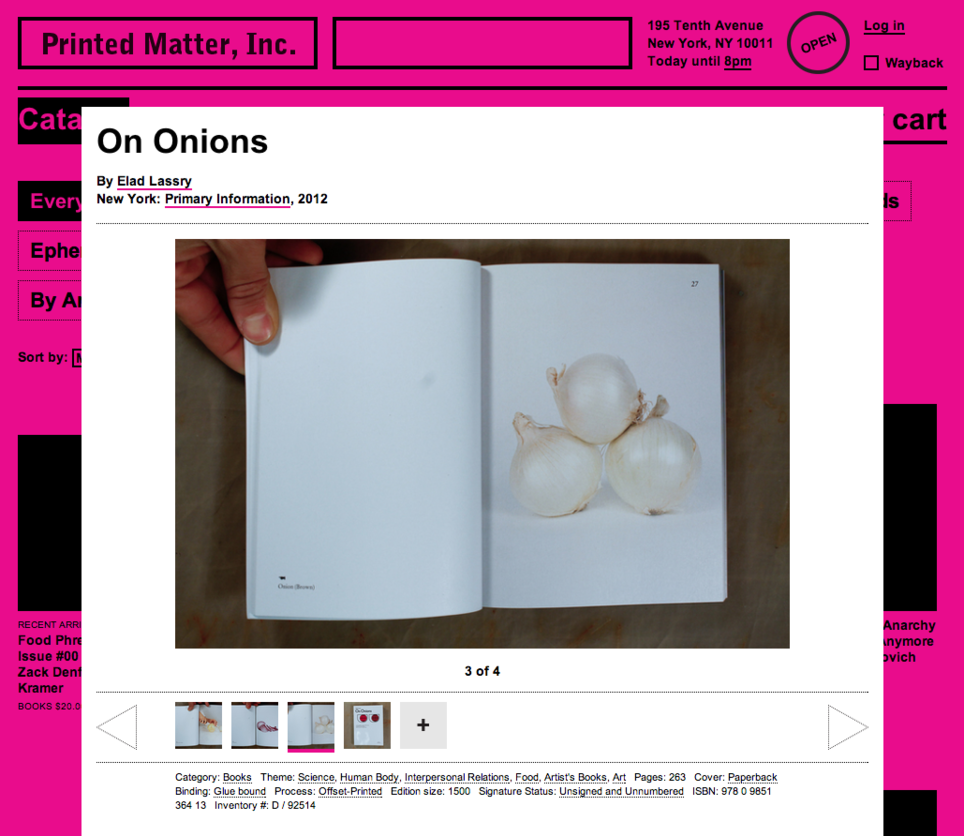 Printed Matter, Inc.
195 Tenth Avenue
New York, NY 10011
Today until 8pm
OPEN
Log in
Wayback
Cata
cart
On Onions
By Elad Lassry
New York: Primary Information, 2012
Every
ds
Ephe
By Ar
Sort by:
27
Onion (Brown)
3 of 4
RECENT ARRI
Food Phre
Issue #00
Zack Denf
Kramer
BOOKS $20.0
Anarchy
Anymore
ovich
+
Category: Books Theme: Science, Human Body, Interpersonal Relations, Food, Artist's Books, Art Pages: 263 Cover: Paperback
Binding: Glue bound Process: Offset-Printed Edition size: 1500 Signature Status: Unsigned and Unnumbered ISBN: 978 0 9851
364 13 Inventory #: D / 92514